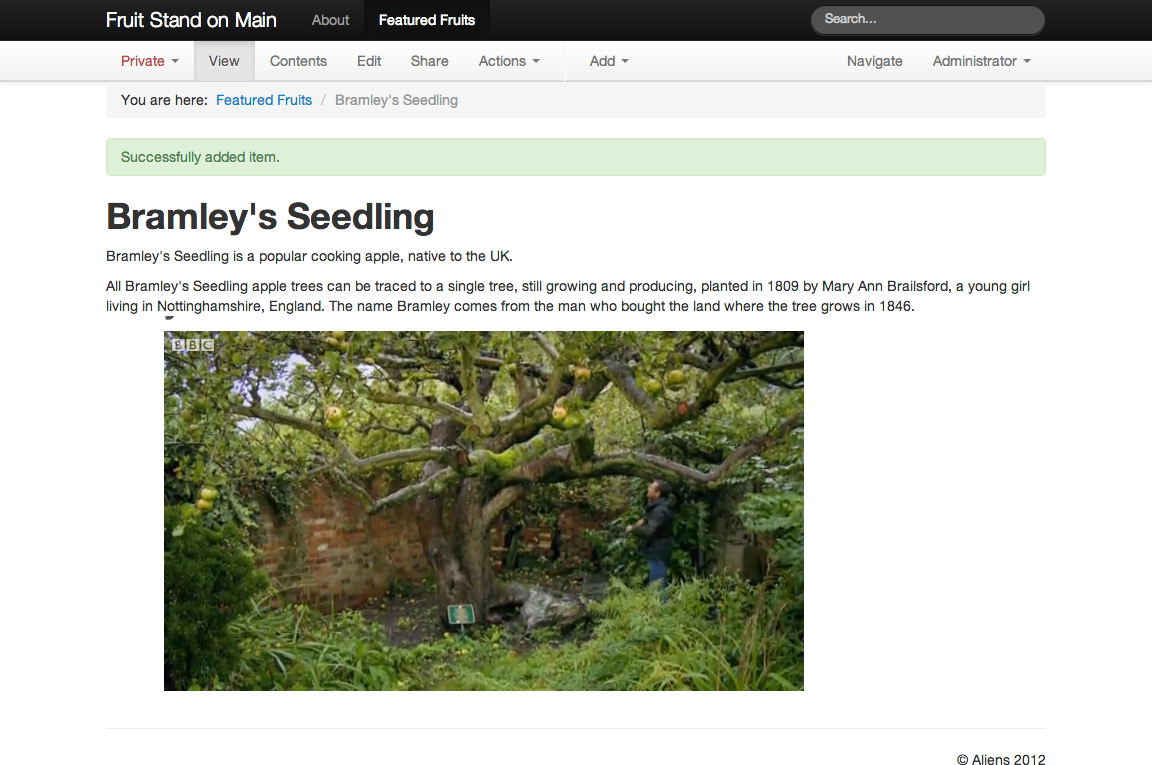 Fruit Stand on Main About Featured Fruits Search...
Private View Contents Edit Share Actions Add Navigate Administrator
You are here: Featured Fruits / Bramley's Seedling
Successfully added item.
Bramley's Seedling
Bramley's Seedling is a popular cooking apple, native to the UK.
All Bramley's Seedling apple trees can be traced to a single tree, still growing and producing, planted in 1809 by Mary Ann Brailsford, a young girl
living in Nottinghamshire, England. The name Bramley comes from the man who bought the land where the tree grows in 1846.
BBC
© Aliens 2012